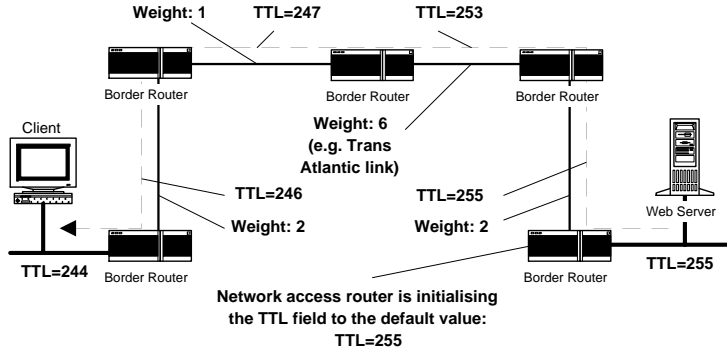 Weight: 1
TTL=247
TTL=253
Border Router
Border Router
Border Router
Client
Weight: 6
(e.g. Trans
Atlantic link)
TTL=246
TTL=255
Web Server
Weight: 2
Weight: 2
TTL=244
Border Router
Border Router
TTL=255
Network access router is initialising
the TTL field to the default value:
TTL=255